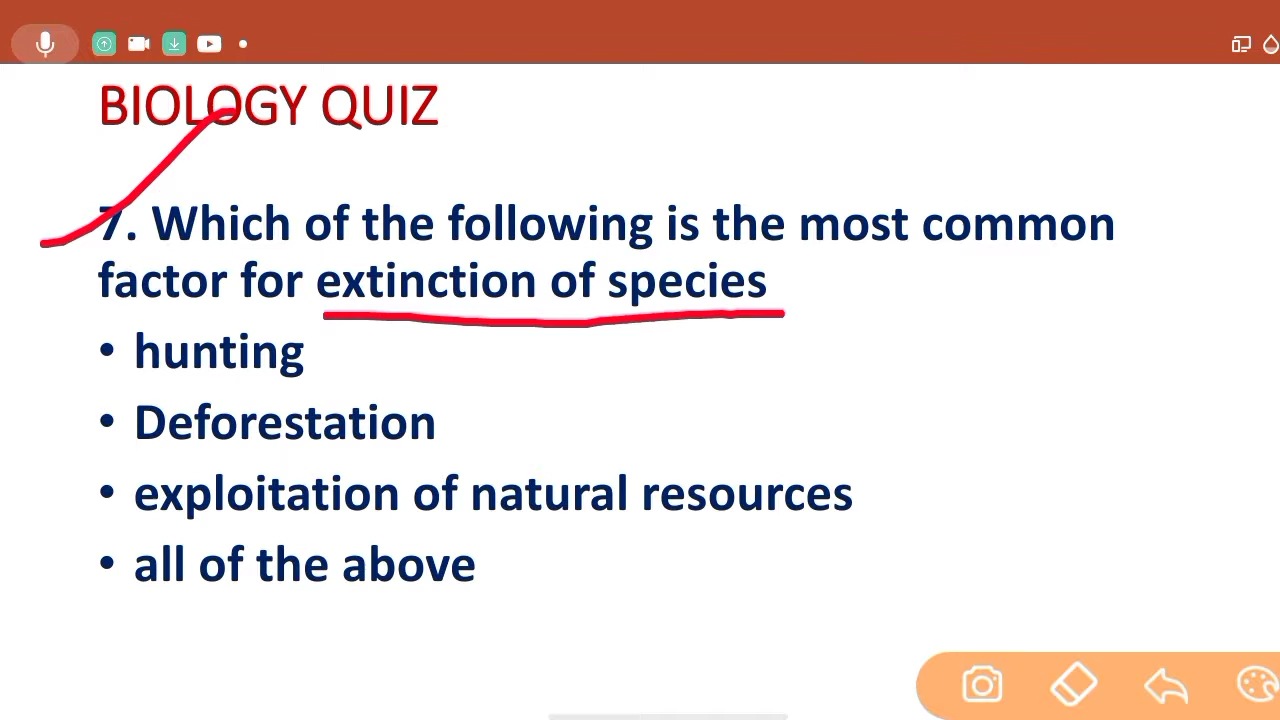 BIOLOGY QUIZ
7. Which of the following is the most common
factor for extinction of species
• hunting
• Deforestation
• exploitation of natural resources
• all of the above